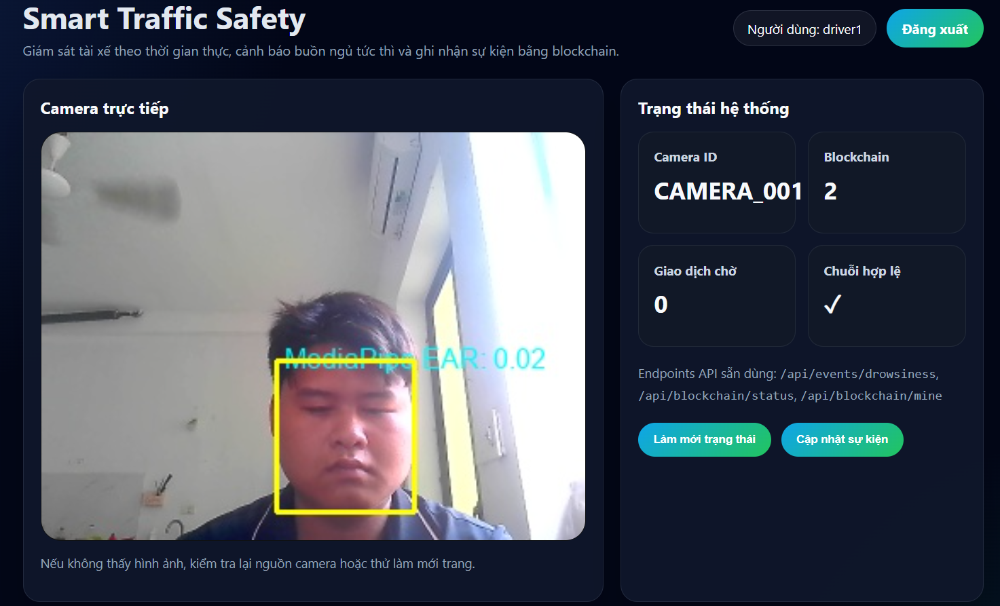 Smart Traffic Safety
Giám sát tài xế theo thời gian thực, cảnh báo buồn ngủ tức thì và ghi nhận sự kiện bằng blockchain.
Người dùng: driver1
Đăng xuất
Camera trực tiếp
MediaPipe EAR: 0.02
Nếu không thấy hình ảnh, kiểm tra lại nguồn camera hoặc thử làm mới trang.
Trạng thái hệ thống
Camera ID
CAMERA_001
Blockchain
2
Giao dịch chờ
0
Chuỗi hợp lệ
✓
Endpoints API sẵn dùng: /api/events/drowsiness,
/api/blockchain/status, /api/blockchain/mine
Làm mới trạng thái
Cập nhật sự kiện